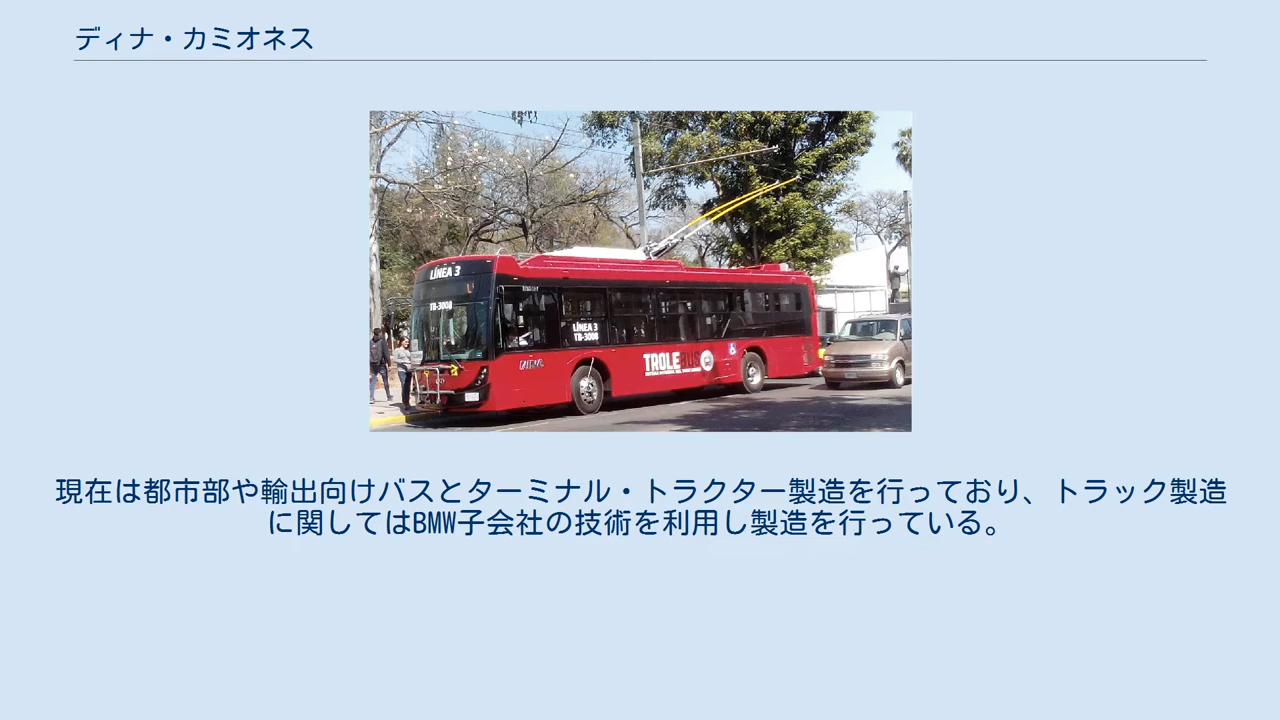 ディナ・カミオネス
LÍNEA 3
TB-3008
LÍNEA 3
TB-3008
TROLEBUS
現在は都市部や輸出向けバスとターミナル・トラクター製造を行っており、トラック製造
に関してはBMW子会社の技術を利用し製造を行っている。